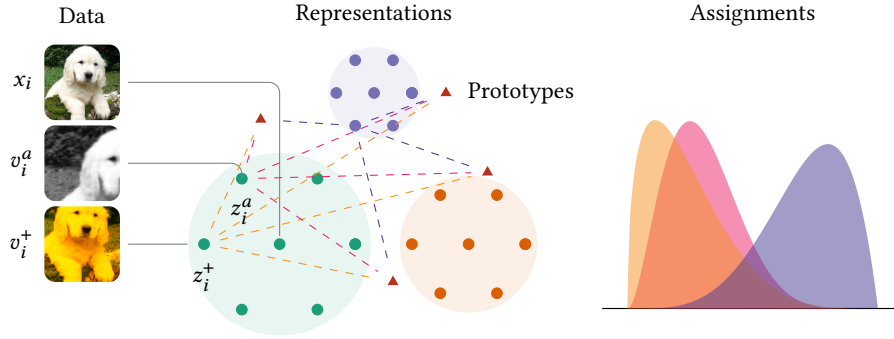 Data
Representations
Assignments
x_i
v_i^a
v_i^+
Prototypes
z_i^a
z_i^+